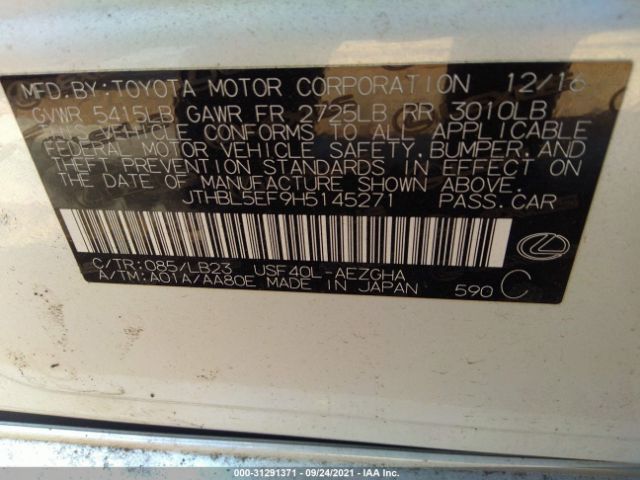 MFD.BY:TOYOTA MOTOR CORPORATION 12/16
GVWR 5415LB GAWR FR 2725LB RR 3010LB
THIS VEHICLE CONFORMS TO ALL APPLICABLE
FEDERAL MOTOR VEHICLE SAFETY,BUMPER,AND
THEFT PREVENTION STANDARDS IN EFFECT ON
THE DATE OF MANUFACTURE SHOWN ABOVE.
JTHBL5EF9H5145271 PASS.CAR
C/TR:085/LB23 USF40L-AEZGHA
A/TM:A01A/AA80E MADE IN JAPAN 590 C
000-31291371 - 09/24/2021 - IAA Inc.